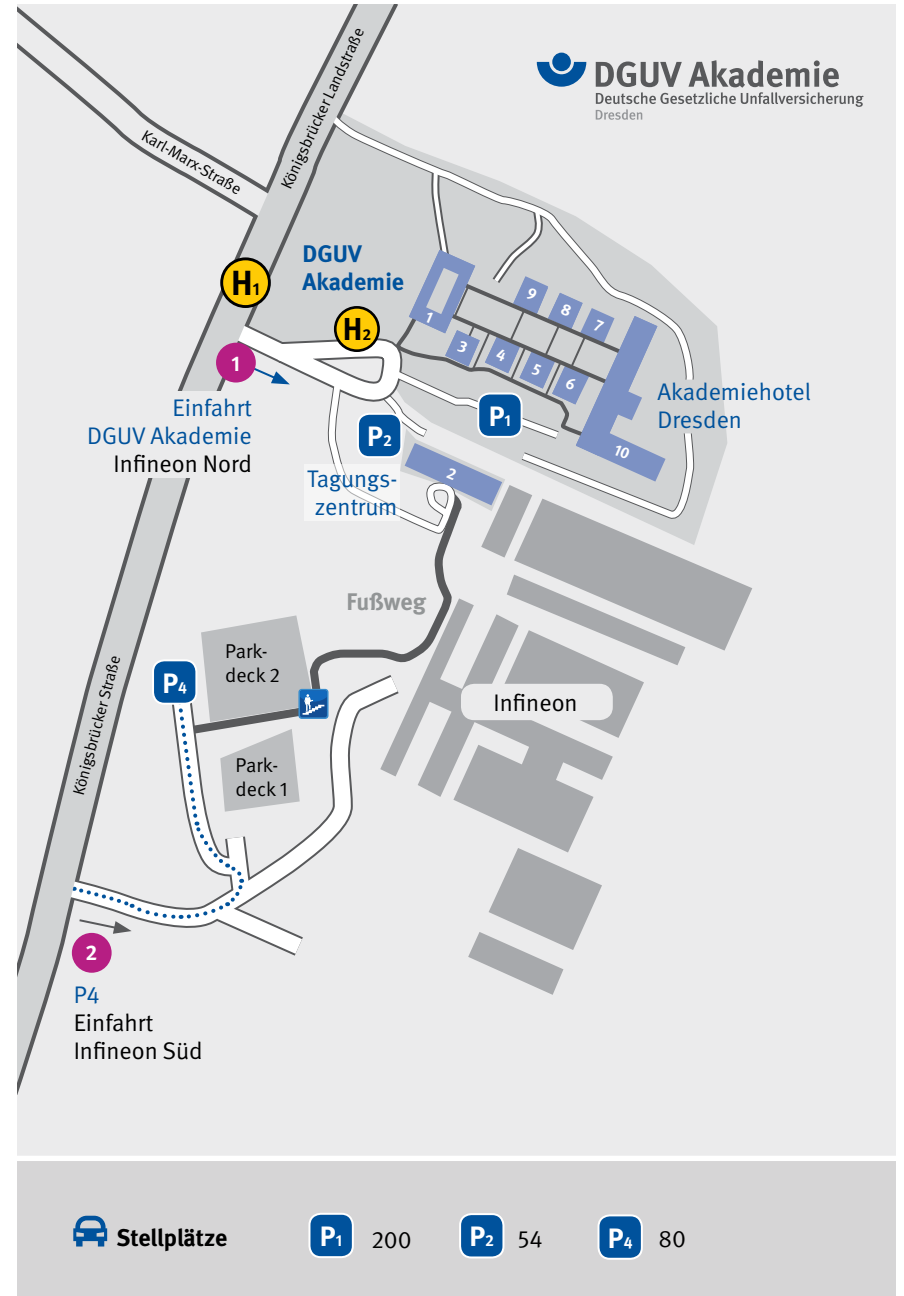 DGUV Akademie
Deutsche Gesetzliche Unfallversicherung
Dresden
Königsbrücker Landstraße
Karl-Marx-Straße
DGUV
Akademie
H1
H2
1
Einfahrt
DGUV Akademie
Infineon Nord
1
9
8
7
3
4
5
6
10
Akademiehotel
Dresden
P1
P2
2
Tagungs-
zentrum
Fußweg
Park-
deck 2
P4
Infineon
Park-
deck 1
Königsbrücker Straße
2
P4
Einfahrt
Infineon Süd
Stellplätze
P1 200
P2 54
P4 80